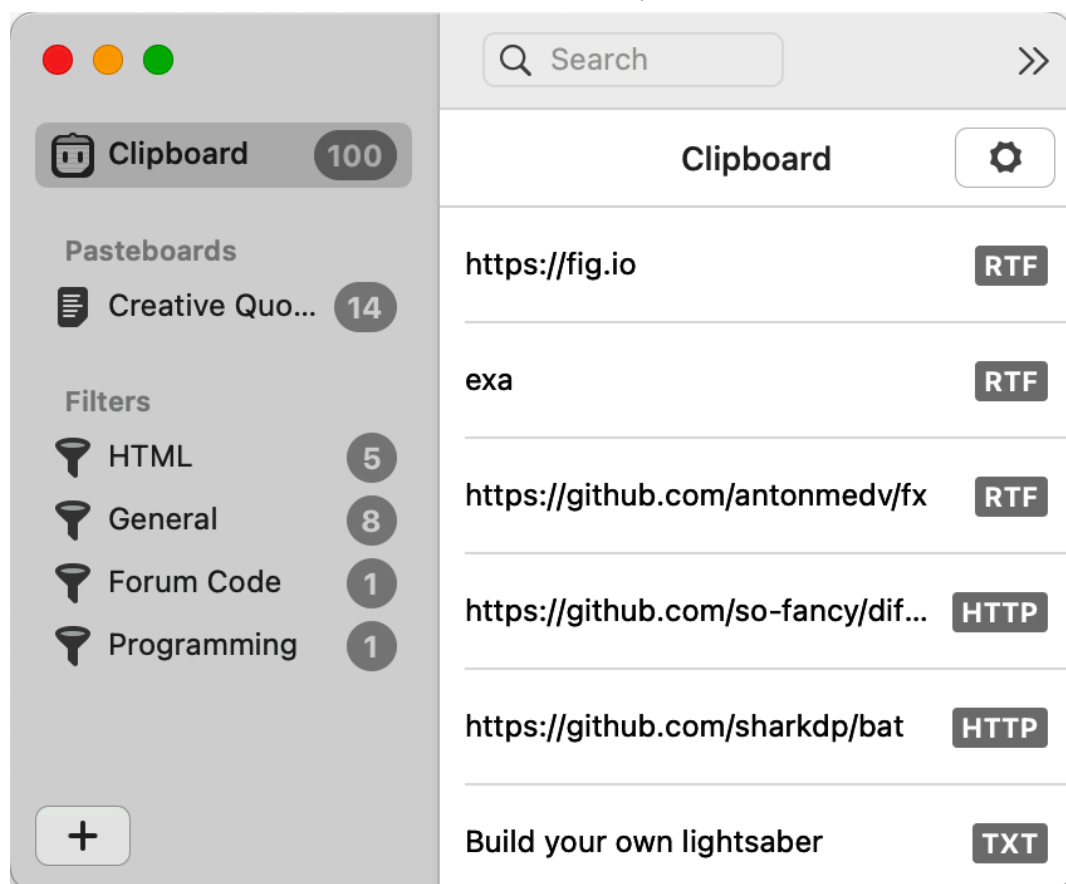 Search
Clipboard 100
Pasteboards
Creative Quo... 14
Filters
HTML 5
General 8
Forum Code 1
Programming 1
Clipboard
https://fig.io RTF
exa RTF
https://github.com/antonmedv/fx RTF
https://github.com/so-fancy/dif... HTTP
https://github.com/sharkdp/bat HTTP
Build your own lightsaber TXT